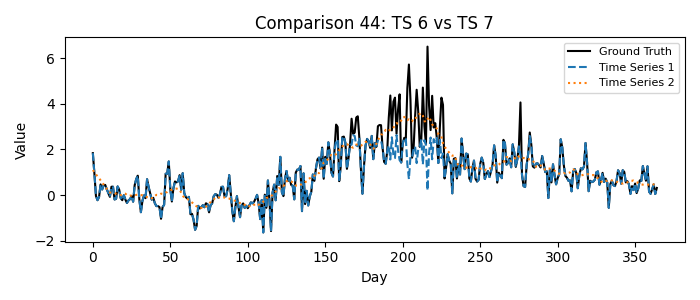 Comparison 44: TS 6 vs TS 7
Ground Truth
Time Series 1
Time Series 2
Value
6
4
2
0
−2
0 50 100 150 200 250 300 350
Day